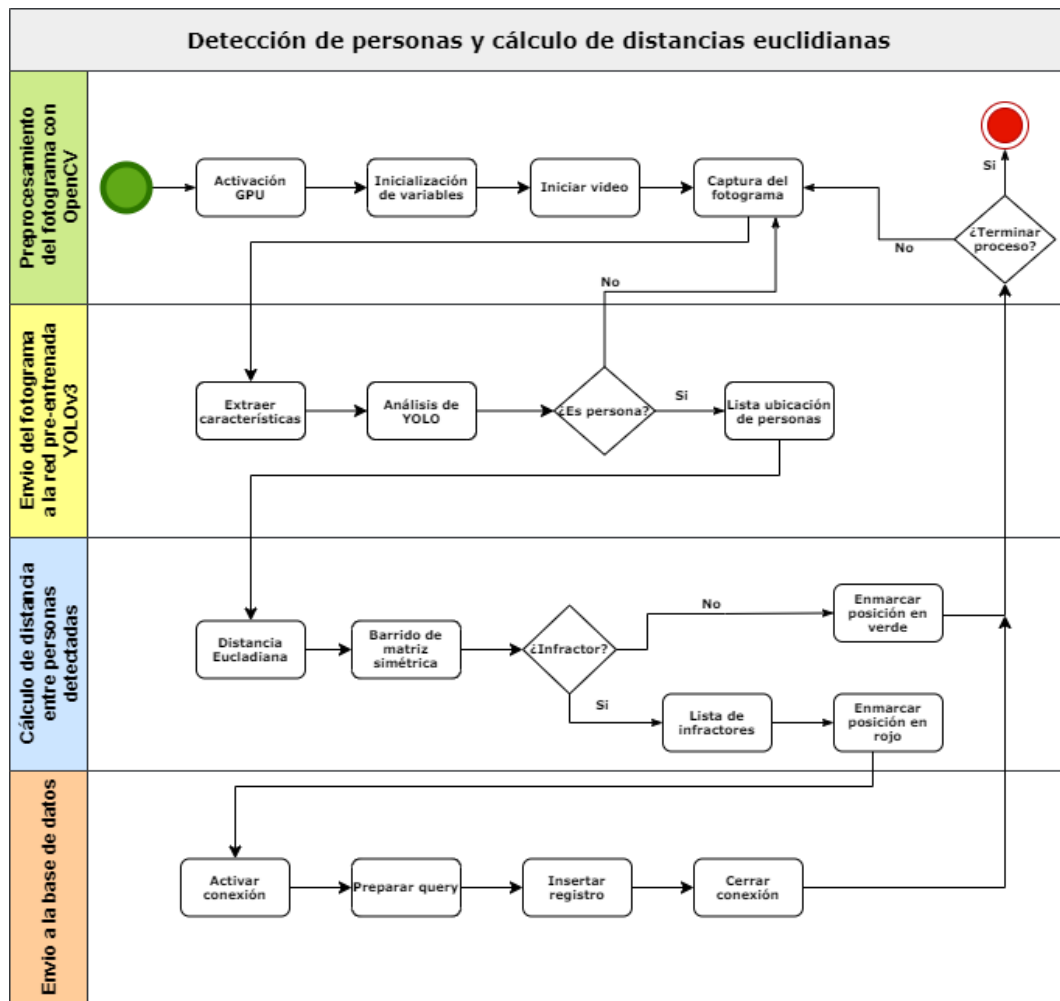 Detección de personas y cálculo de distancias euclidianas
Preprocesamiento
del fotograma con
OpenCV
Activación
GPU
Inicialización
de variables
Iniciar video
Captura del
fotograma
Si
¿Terminar
proceso?
No
No
Envio del fotograma
a la red pre-entrenada
YOLOv3
Extraer
características
Análisis de
YOLO
¿Es persona?
Si
Lista ubicación
de personas
Cálculo de distancia
entre personas
detectadas
Distancia
Eucladiana
Barrido de
matriz
simétrica
¿Infractor?
No
Enmarcar
posición en
verde
Si
Lista de
infractores
Enmarcar
posición en
rojo
Envio a la base de datos
Activar
conexión
Preparar query
Insertar
registro
Cerrar
conexión